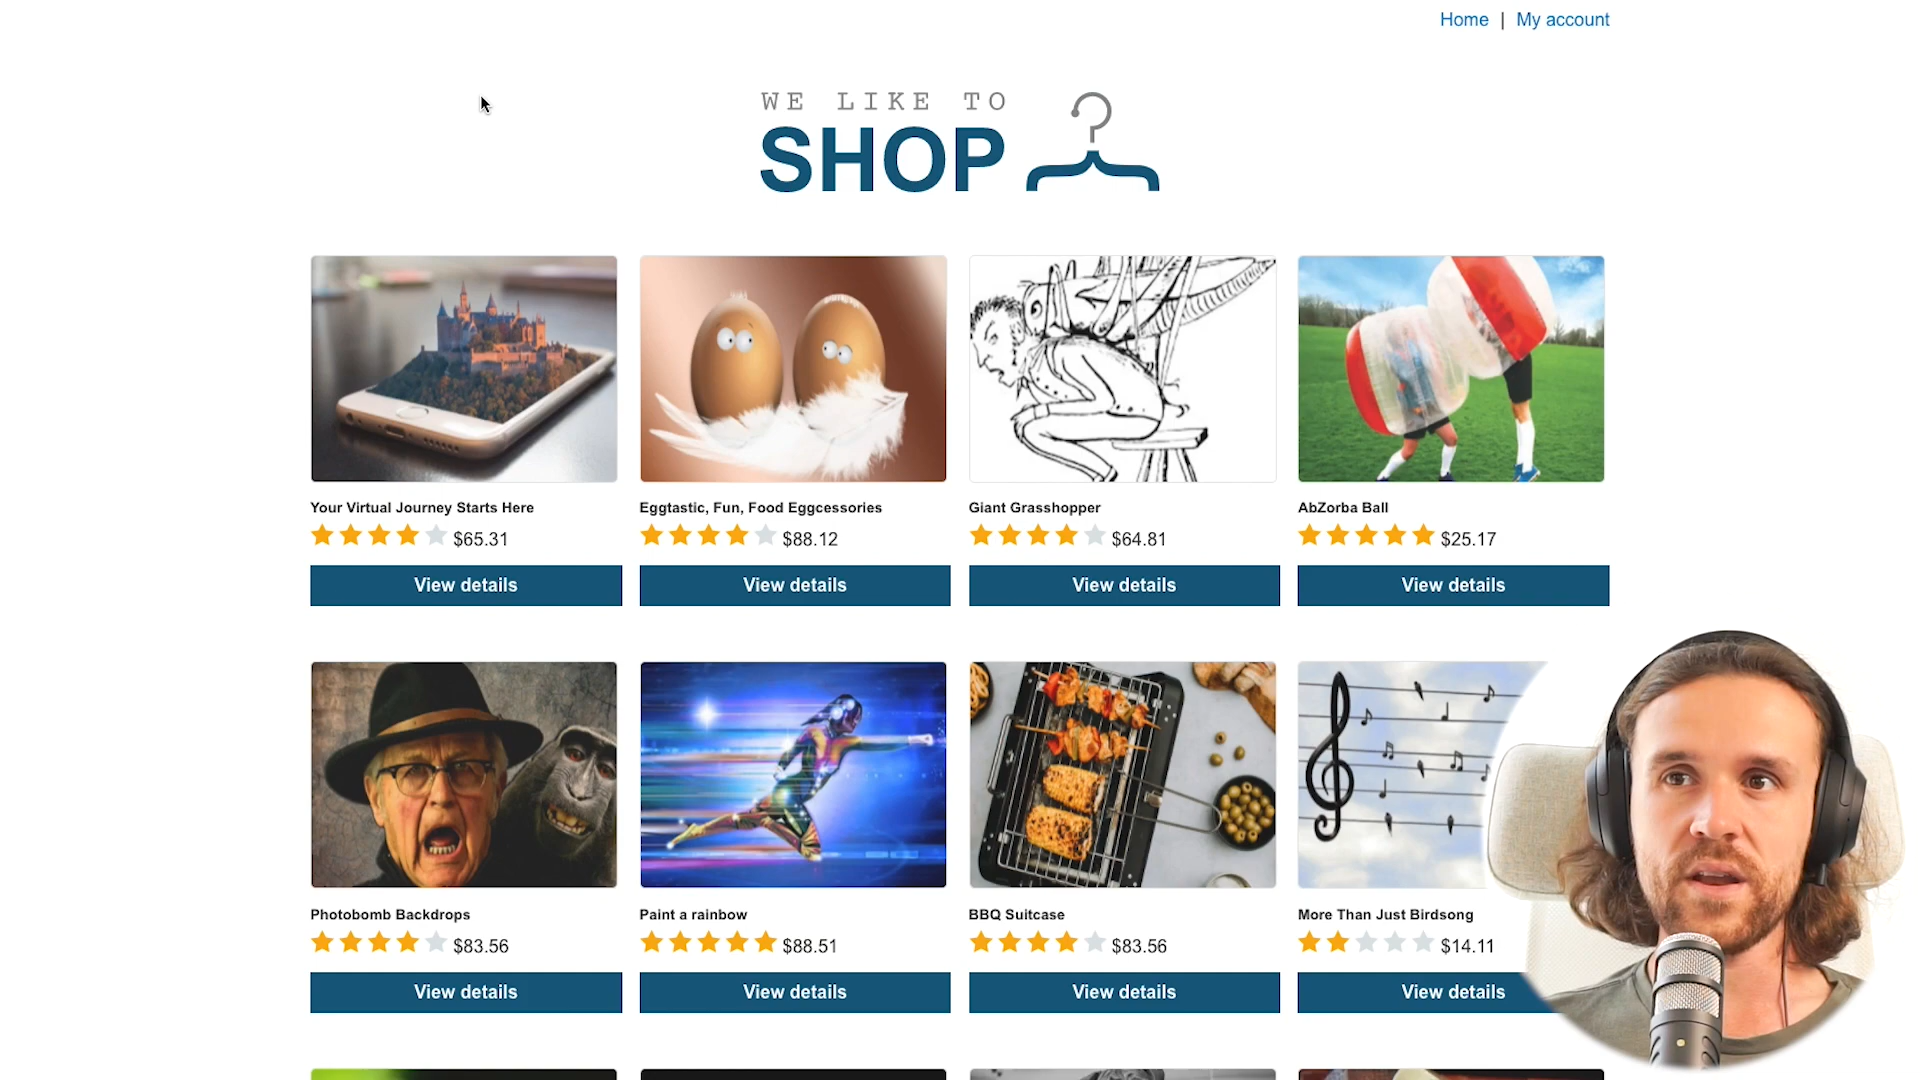 Home | My account
WE LIKE TO
SHOP
Your Virtual Journey Starts Here
$65.31
View details
Eggtastic, Fun, Food Eggcessories
$88.12
View details
Giant Grasshopper
$64.81
View details
AbZorba Ball
$25.17
View details
Photobomb Backdrops
$83.56
View details
Paint a rainbow
$88.51
View details
BBQ Suitcase
$83.56
View details
More Than Just Birdsong
$14.11
View details